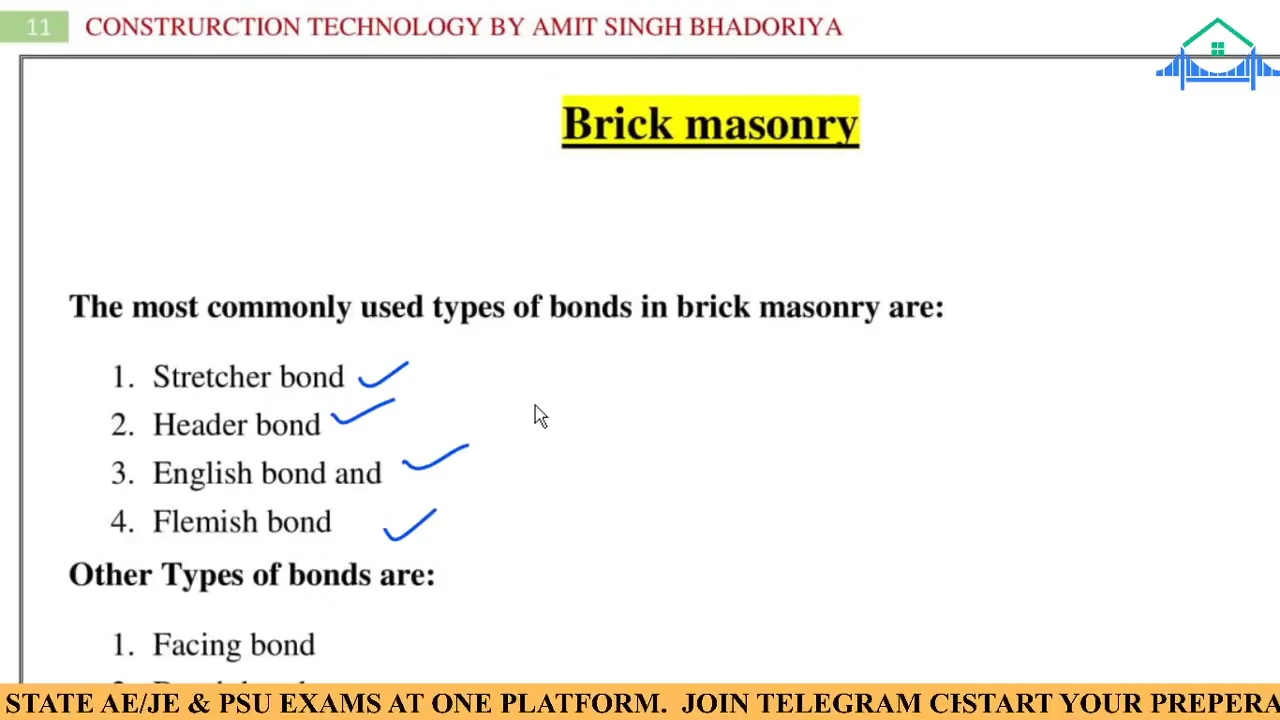 11 CONSTRURCTION TECHNOLOGY BY AMIT SINGH BHADORIYA
Brick masonry
The most commonly used types of bonds in brick masonry are:
1. Stretcher bond
2. Header bond
3. English bond and
4. Flemish bond
Other Types of bonds are:
1. Facing bond
STATE AE/JE & PSU EXAMS AT ONE PLATFORM. JOIN TELEGRAM START YOUR